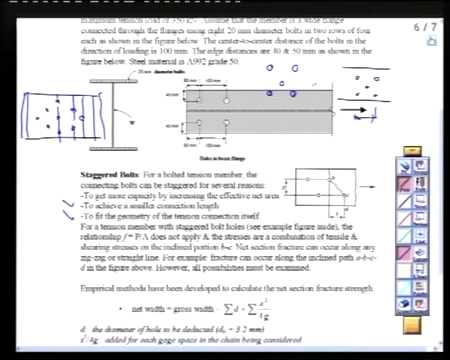 maximum tension load of 350 kN. Assume that the member is a wide flange
connected through the flanges using eight 20 mm diameter bolts in two rows of four
each as shown in the figure below. The center-to-center distance of the bolts in the
direction of loading is 100 mm. The edge distances are 40 & 50 mm as shown in the
figure below. Steel material is A992 grade 50.
6 / 7
20 mm diameter bolts
Holes in beam flange
Staggered Bolts: For a bolted tension member, the
connecting bolts can be staggered for several reasons:
-To get more capacity by increasing the effective net area
-To achieve a smaller connection length
-To fit the geometry of the tension connection itself.
For a tension member with staggered bolt holes (see example figure aside), the
relationship f = P/A does not apply & the stresses are a combination of tensile &
shearing stresses on the inclined portion b-c. Net section fracture can occur along any
zig-zag or straight line. For example: fracture can occur along the inclined path a-b-c-
d in the figure above. However, all possibilities must be examined.
Empirical methods have been developed to calculate the net section fracture strength.
• net width = gross width - ∑ d + ∑ s²/4g
d: the diameter of hole to be deducted (dₕ + 3.2 mm)
s²/4g: added for each gage space in the chain being considered